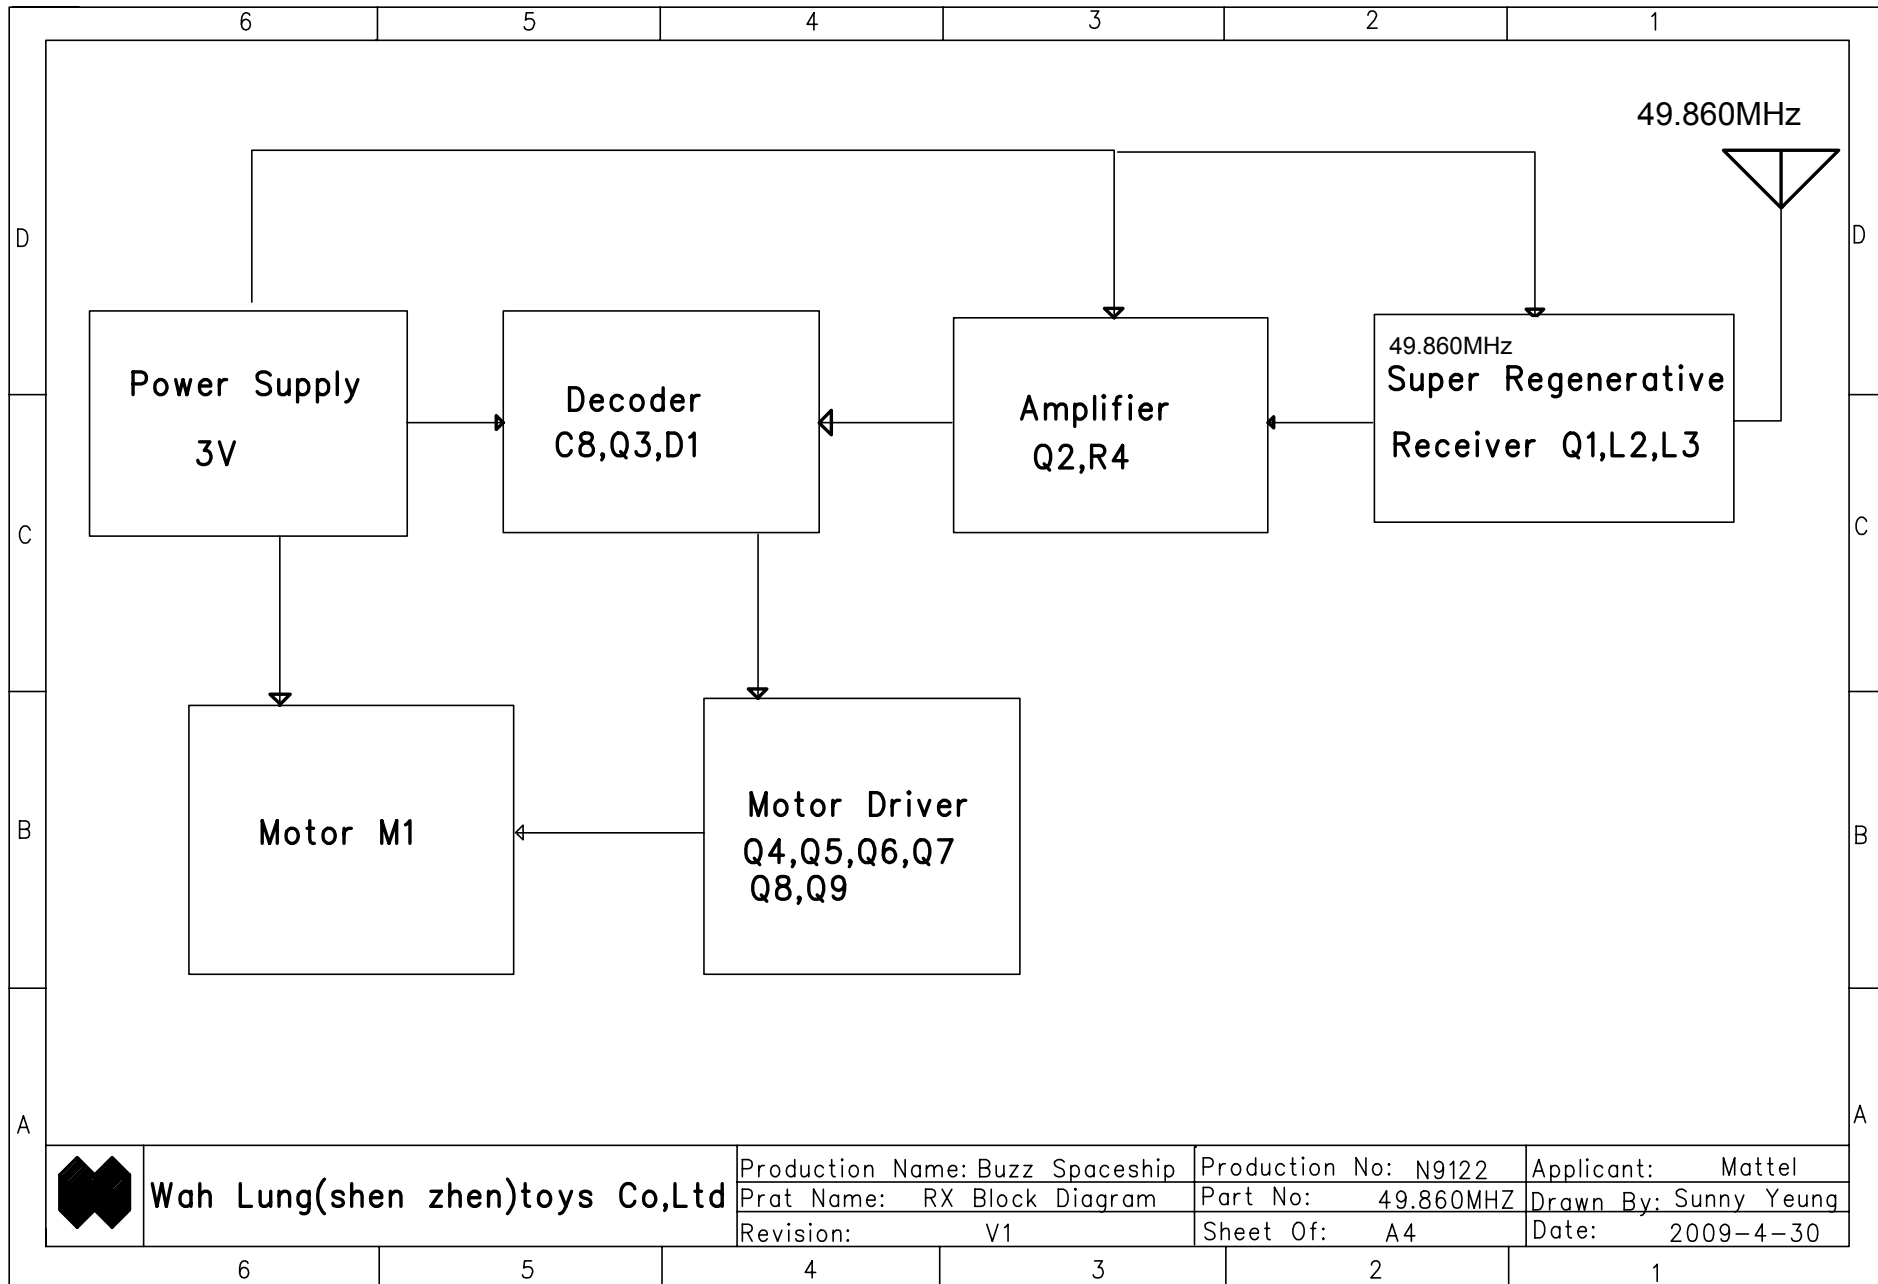 6 5 4 3 2 1
49.860MHz
D D
Power Supply
3V
Decoder
C8,Q3,D1
Amplifier
Q2,R4
49.860MHz
Super Regenerative
Receiver Q1,L2,L3
C C
Motor M1
Motor Driver
Q4,Q5,Q6,Q7
Q8,Q9
B B
A A
Wah Lung(shen zhen)toys Co,Ltd
Production Name: Buzz Spaceship
Prat Name: RX Block Diagram
Revision: V1
Production No: N9122
Part No: 49.860MHZ
Sheet Of: A4
Applicant: Mattel
Drawn By: Sunny Yeung
Date: 2009-4-30
6 5 4 3 2 1